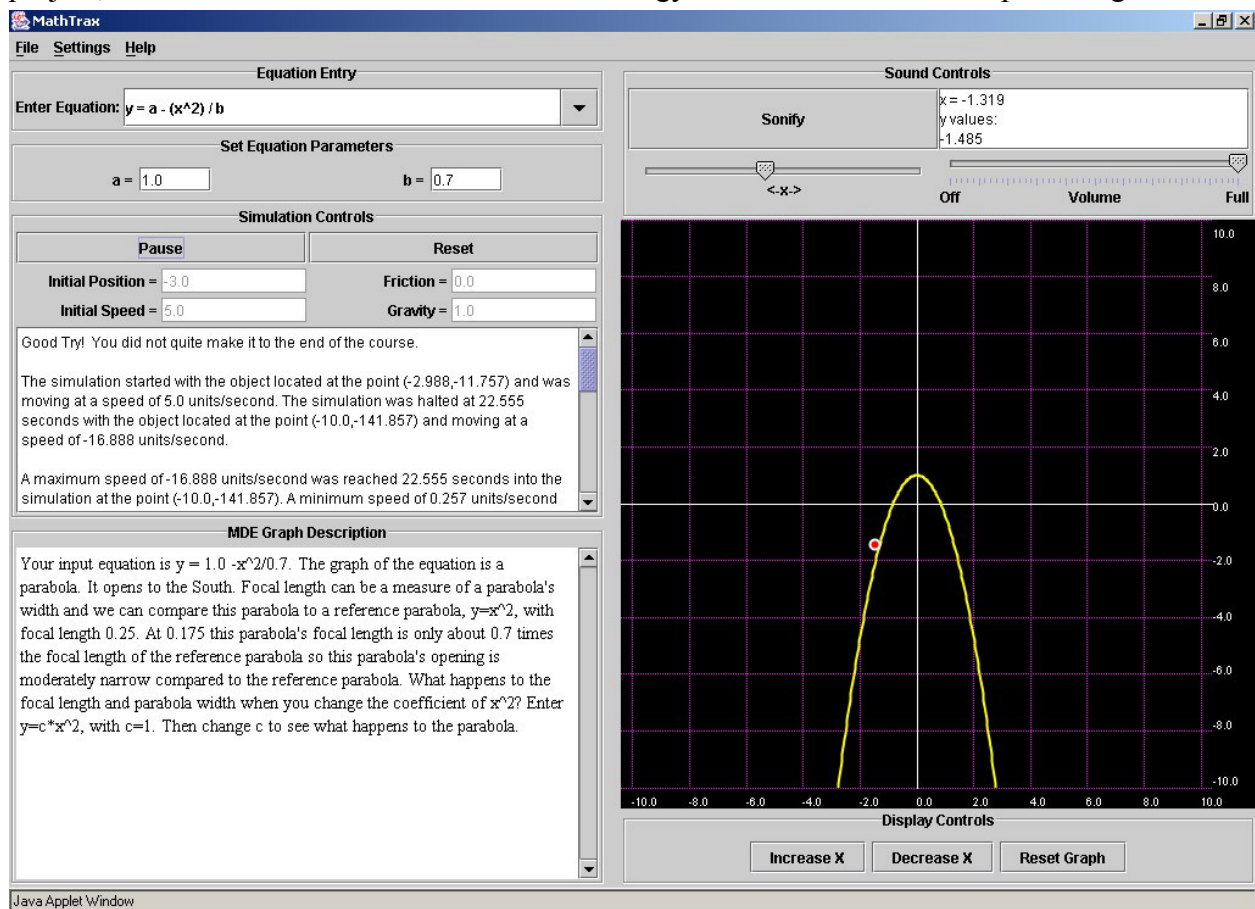 MathTrax
File Settings Help
Equation Entry
Enter Equation: y = a - (x^2) / b
Set Equation Parameters
a = 1.0 b = 0.7
Simulation Controls
Pause Reset
Initial Position = -3.0 Friction = 0.0
Initial Speed = 5.0 Gravity = 1.0
Good Try! You did not quite make it to the end of the course.
The simulation started with the object located at the point (-2.988,-11.757) and was
moving at a speed of 5.0 units/second. The simulation was halted at 22.555
seconds with the object located at the point (-10.0,-141.857) and moving at a
speed of -16.888 units/second.
A maximum speed of -16.888 units/second was reached 22.555 seconds into the
simulation at the point (-10.0,-141.857). A minimum speed of 0.257 units/second
MDE Graph Description
Your input equation is y = 1.0 -x^2/0.7. The graph of the equation is a
parabola. It opens to the South. Focal length can be a measure of a parabola's
width and we can compare this parabola to a reference parabola, y=x^2, with
focal length 0.25. At 0.175 this parabola's focal length is only about 0.7 times
the focal length of the reference parabola so this parabola's opening is
moderately narrow compared to the reference parabola. What happens to the
focal length and parabola width when you change the coefficient of x^2? Enter
y=c*x^2, with c=1. Then change c to see what happens to the parabola.
Sound Controls
Sonify
x = -1.319
y values:
-1.485
<-x->
Off Volume Full
10.0
8.0
6.0
4.0
2.0
0.0
-2.0
-4.0
-6.0
-8.0
-10.0
-10.0 -8.0 -6.0 -4.0 -2.0 0.0 2.0 4.0 6.0 8.0 10.0
Display Controls
Increase X Decrease X Reset Graph
Java Applet Window